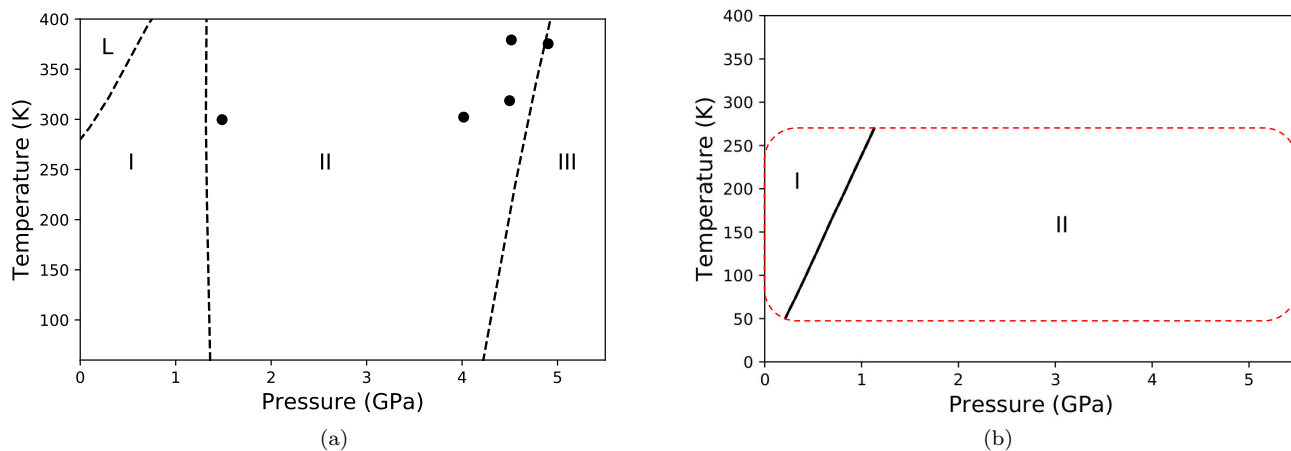 400
350
300
250
200
150
100
Temperature (K)
L
I
II
III
0 1 2 3 4 5
Pressure (GPa)
(a)
400
350
300
250
200
150
100
50
0
Temperature (K)
I
II
0 1 2 3 4 5
Pressure (GPa)
(b)